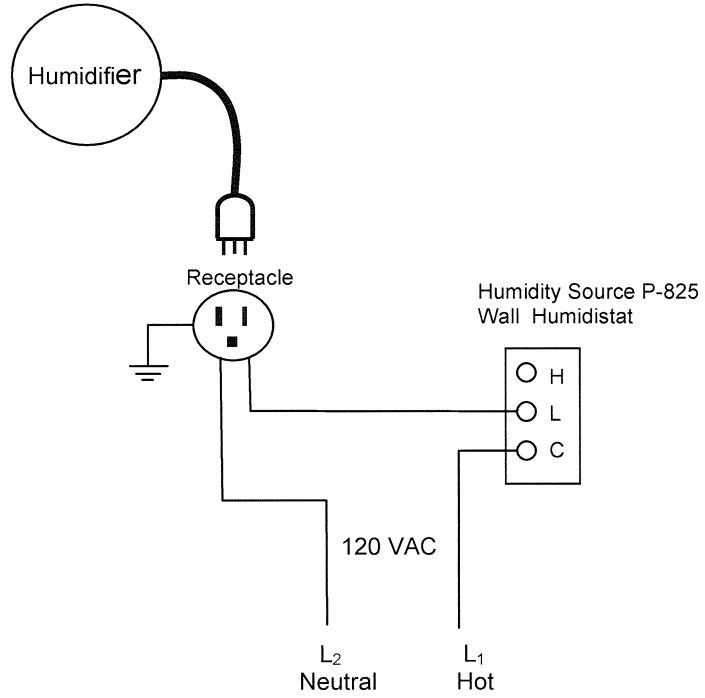 Humidifier
Receptacle
Humidity Source P-825
Wall Humidistat
H
L
C
120 VAC
L2
Neutral
L1
Hot